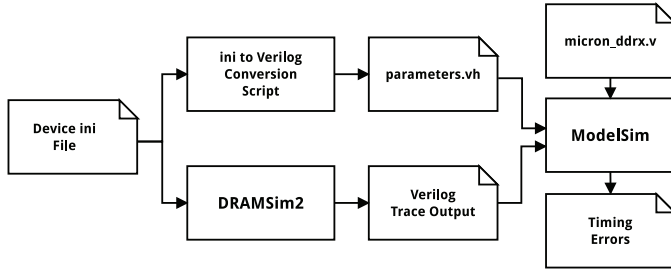 Device ini
File
ini to Verilog
Conversion
Script
parameters.vh
DRAMSim2
Verilog
Trace Output
micron_ddrx.v
ModelSim
Timing
Errors